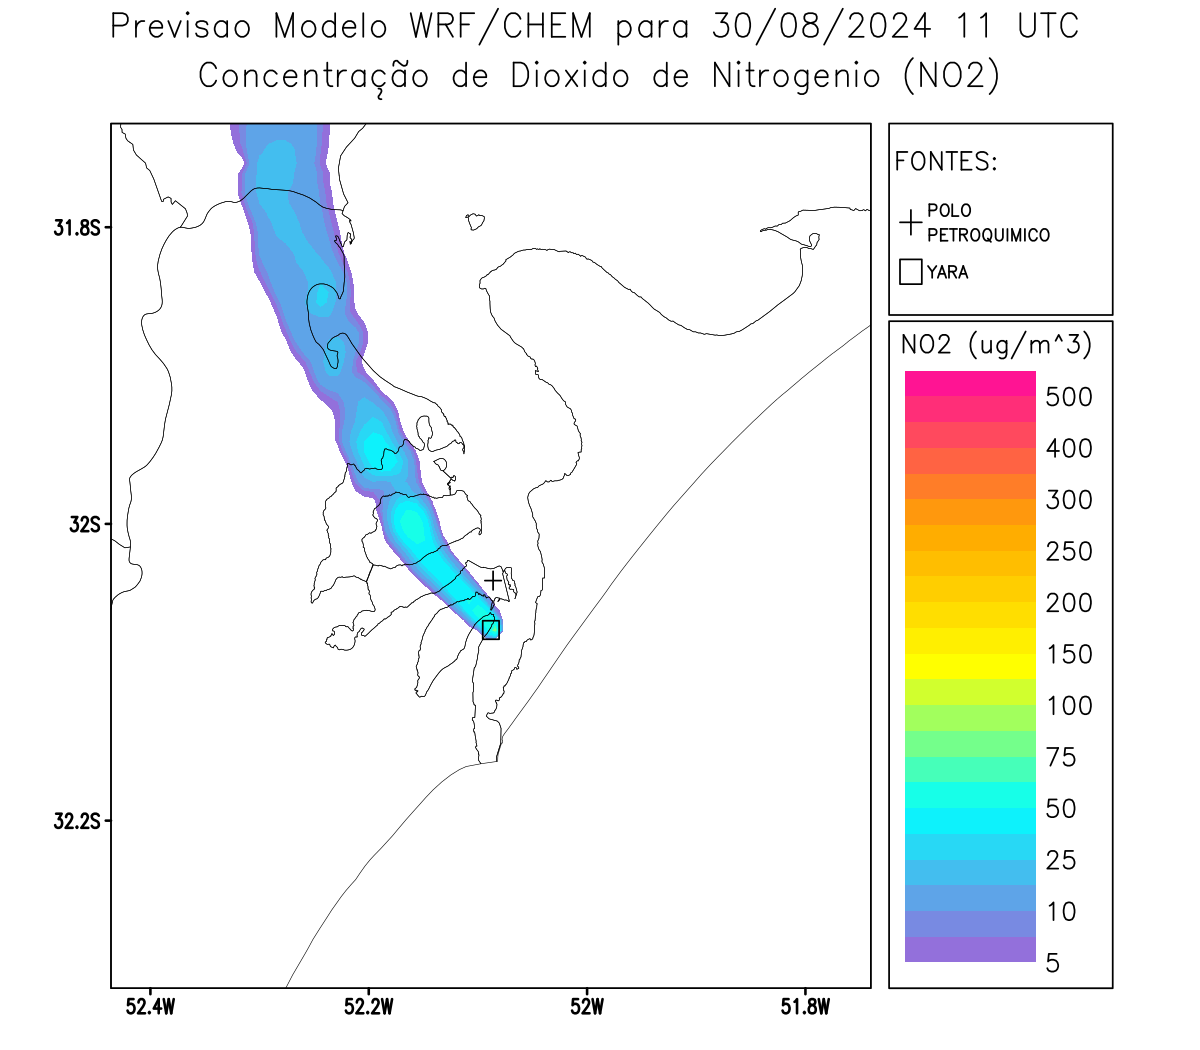 Previsao Modelo WRF/CHEM para 30/08/2024 11 UTC
Concentração de Dioxido de Nitrogenio (NO2)
FONTES:
POLO
PETROQUIMICO
YARA
NO2 (ug/m^3)
500
400
300
250
200
150
100
75
50
25
10
5
31.8S
32S
32.2S
52.4W
52.2W
52W
51.8W